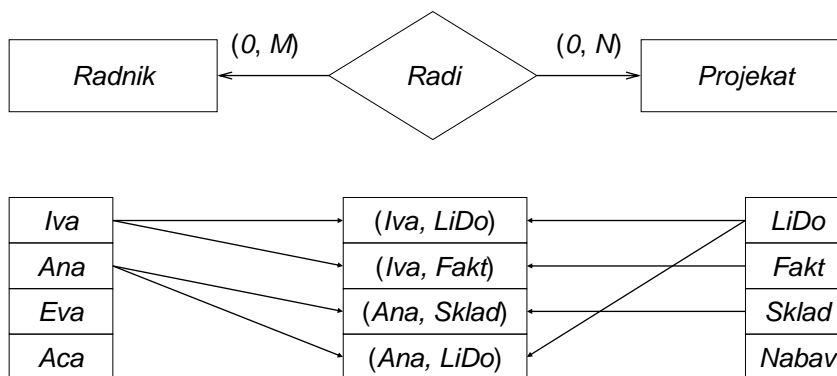 (0, M) (0, N)
Radnik Radi Projekat
Iva (Iva, LiDo) LiDo
Ana (Iva, Fakt) Fakt
Eva (Ana, Sklad) Sklad
Aca (Ana, LiDo) Nabav